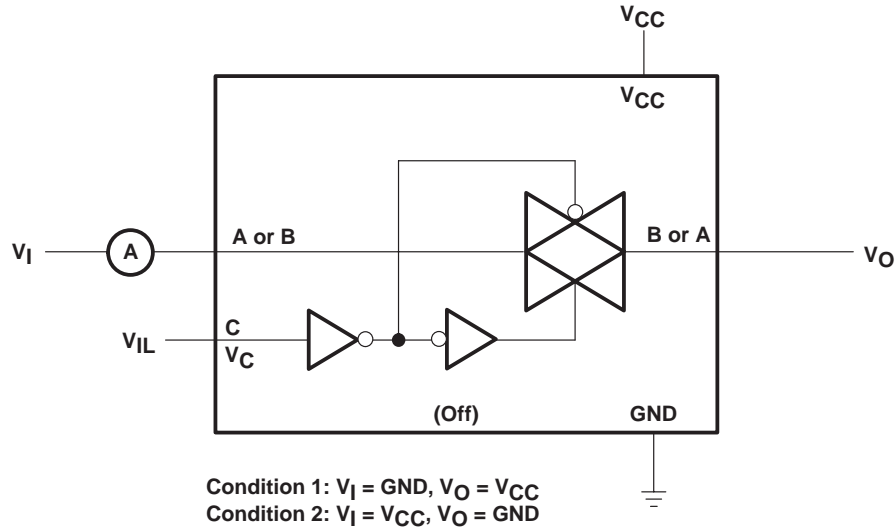 VCC
VCC
VI
A
A or B
B or A
VO
VIL
C
VC
(Off)
GND
Condition 1: VI = GND, VO = VCC
Condition 2: VI = VCC, VO = GND